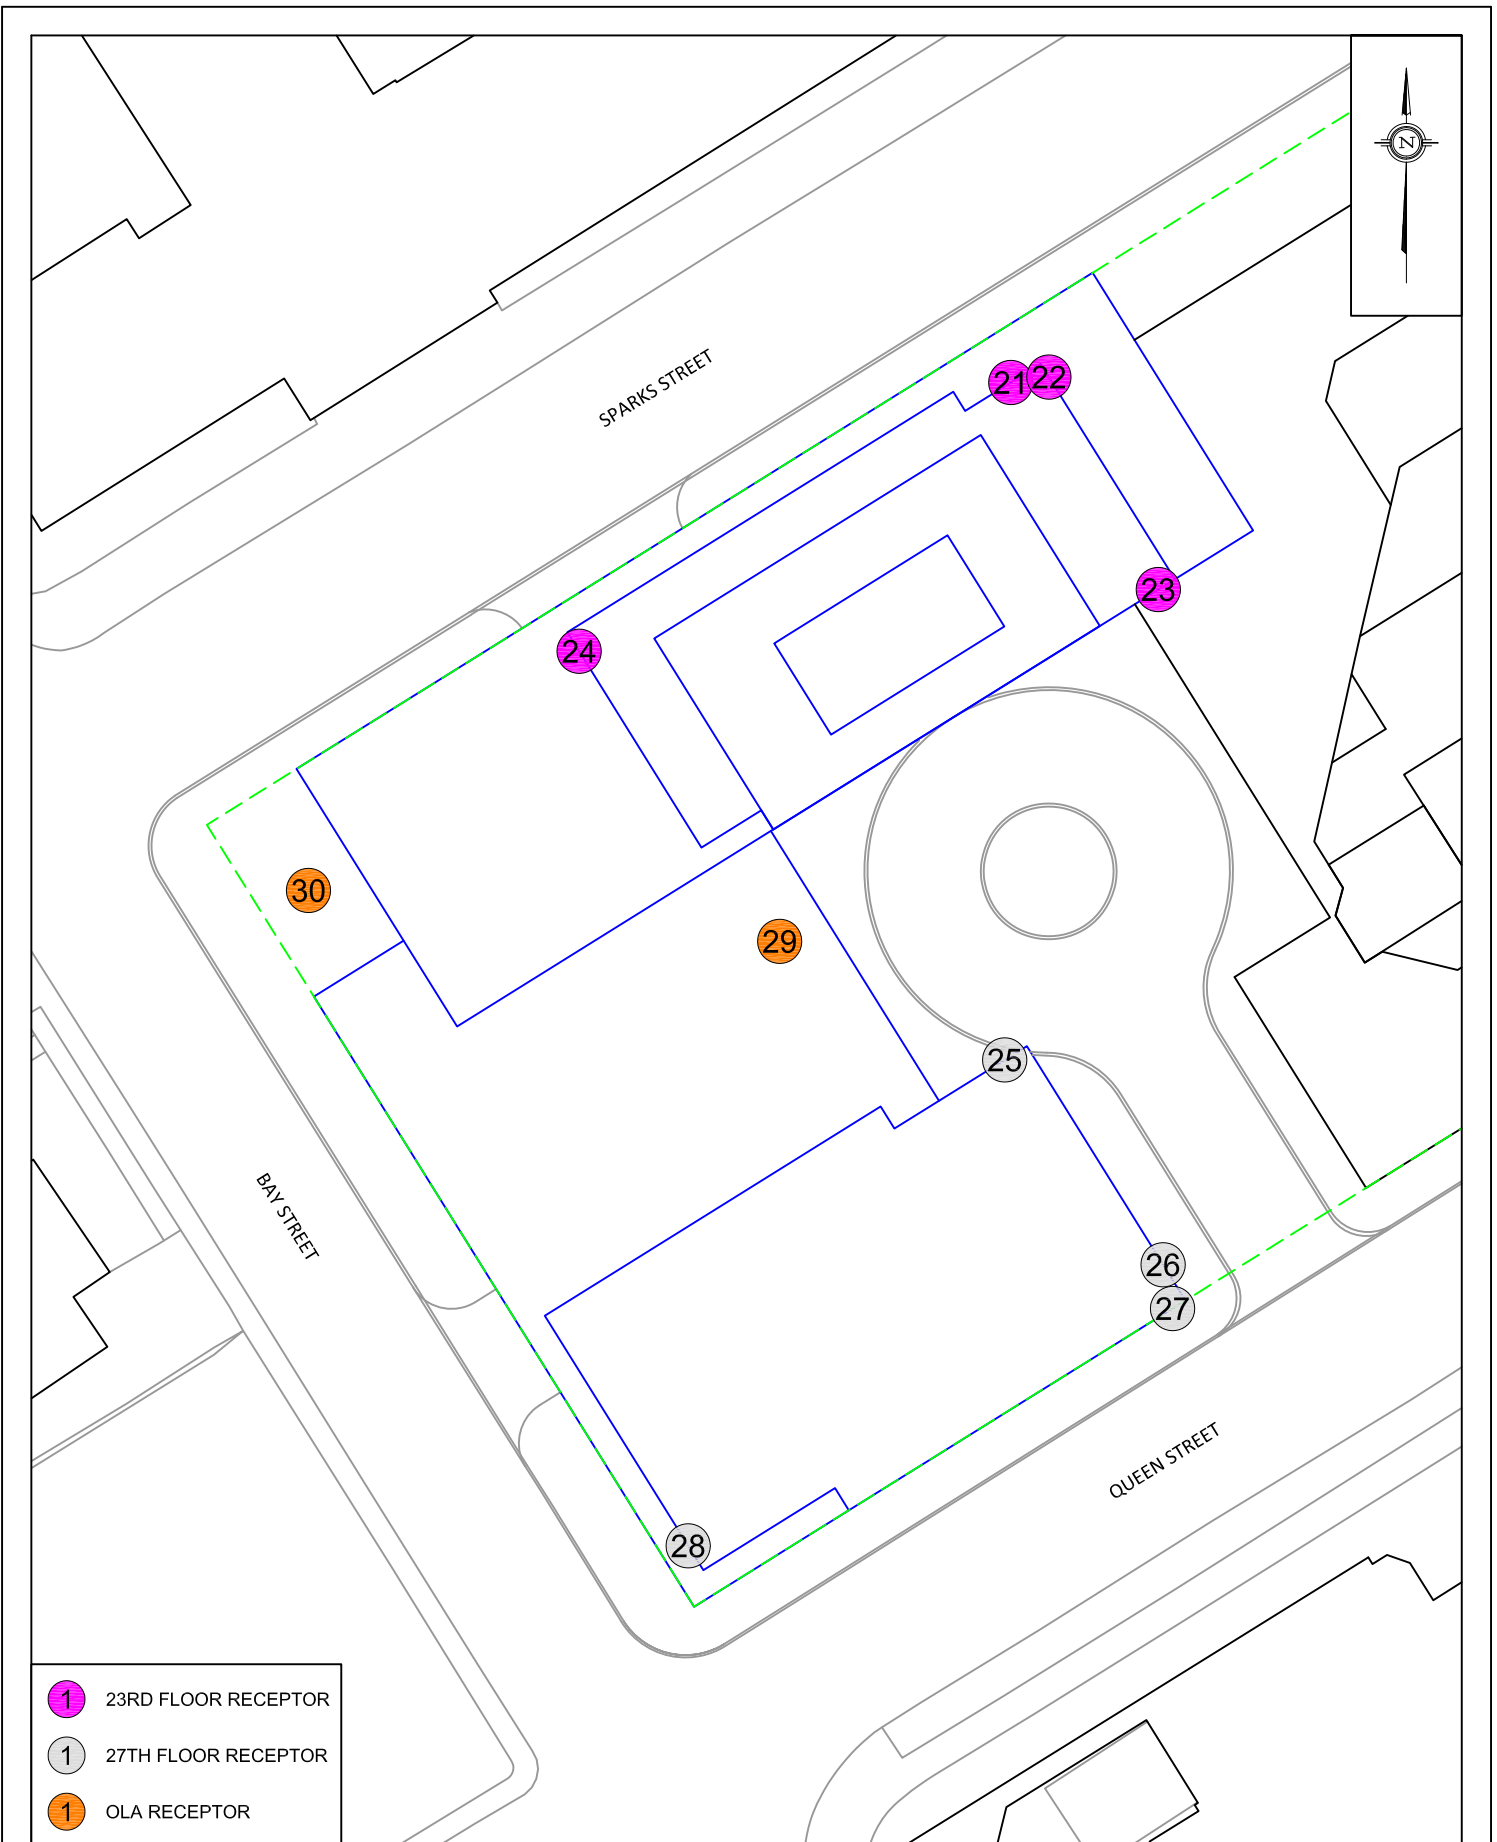 N
SPARKS STREET
21
22
23
24
30
29
25
BAY STREET
26
27
QUEEN STREET
28
1 23RD FLOOR RECEPTOR
1 27TH FLOOR RECEPTOR
1 OLA RECEPTOR